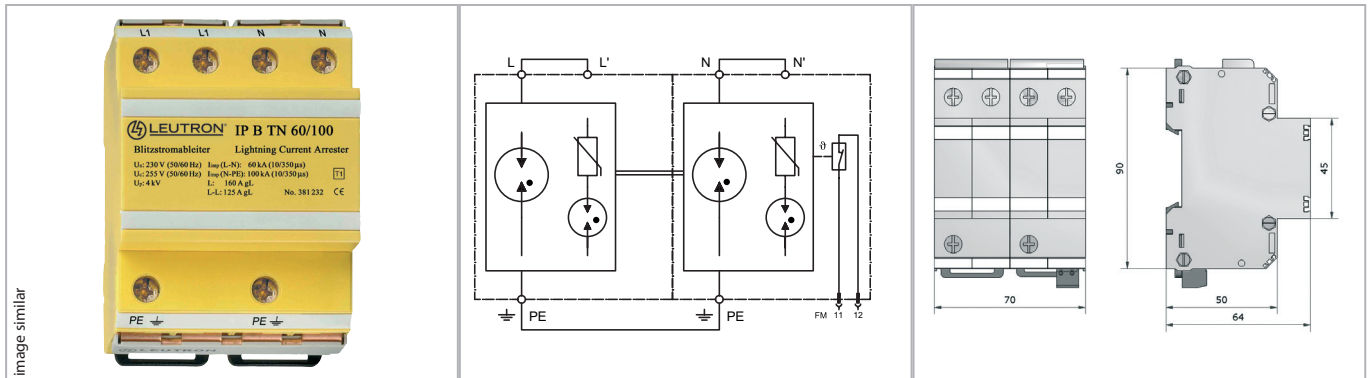 L1 L1 N N
LEUTRON IP B TN 60/100
Blitzstromableiter Lightning Current Arrester
Uₙ: 230 V (50/60 Hz) Iimp (L-N): 60 kA (10/350 µs)
U꜀: 255 V (50/60 Hz) Iimp (N-PE): 100 kA (10/350 µs) T1
Uₚ: 4 kV L: 160 A gL
L-L: 125 A gL No. 381 232 CE
PE PE
LEUTRON
image similar
L L' N N'
ϑ
PE PE FM 11 12
90
45
70
50
64